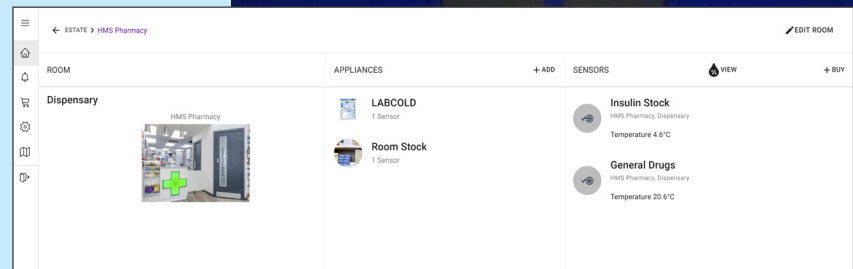 ESTATE > HMS Pharmacy
EDIT ROOM
ROOM
Dispensary
HMS Pharmacy
APPLIANCES
+ ADD
LABCOLD
1 Sensor
Room Stock
1 Sensor
SENSORS
VIEW
+ BUY
Insulin Stock
HMS Pharmacy, Dispensary
Temperature 4.6°C
General Drugs
HMS Pharmacy, Dispensary
Temperature 20.6°C